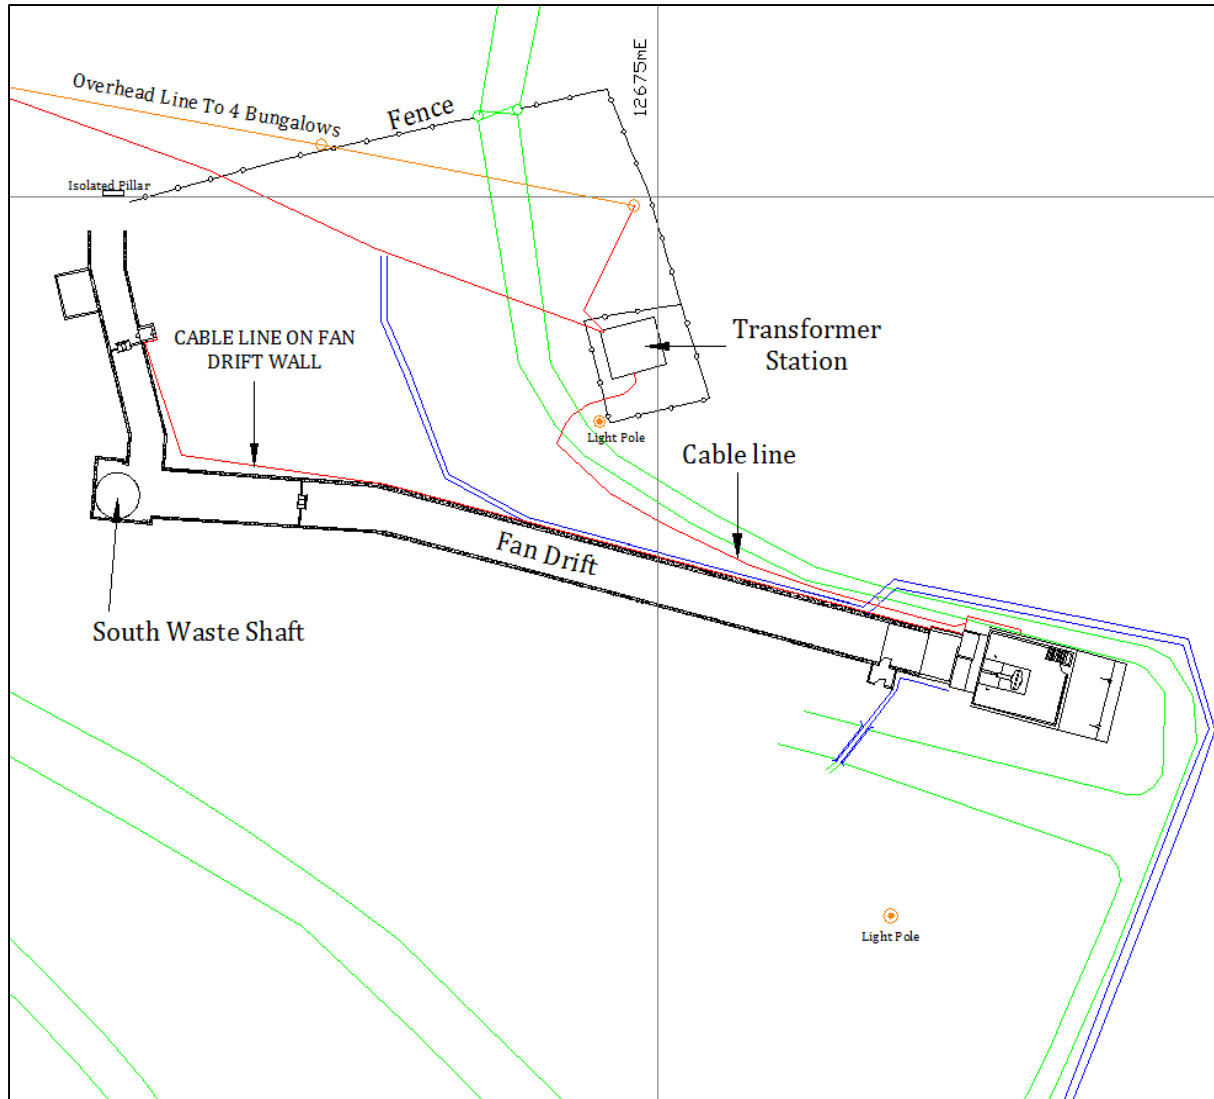 12675mE
Overhead Line To 4 Bungalows
Fence
Isolated Pillar
CABLE LINE ON FAN
DRIFT WALL
Transformer
Station
Light Pole
Cable line
Fan Drift
South Waste Shaft
Light Pole